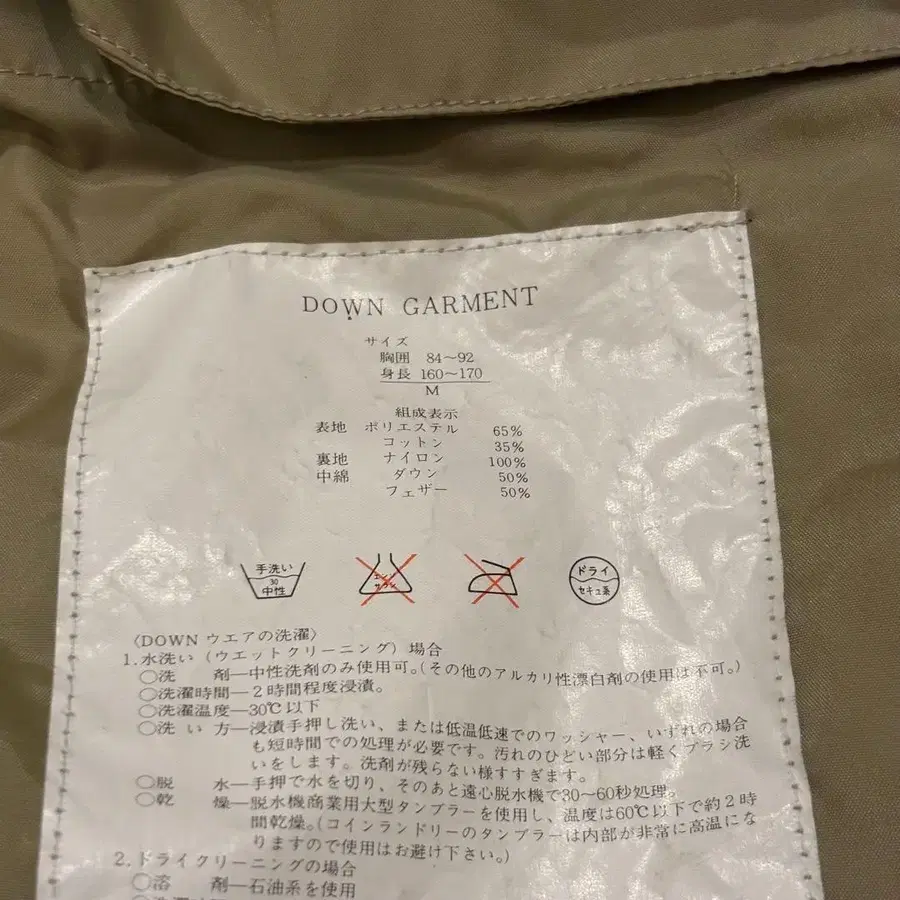 DOWN GARMENT
サイズ
胸囲 84〜92
身長 160〜170
M
組成表示
表地 ポリエステル 65%
コットン 35%
裏地 ナイロン 100%
中綿 ダウン 50%
フェザー 50%
手洗い
30
中性
エンソサラシ
ドライ
セキユ系
〈DOWN ウエアの洗濯〉
1.水洗い(ウエットクリーニング)場合
○洗 剤―中性洗剤のみ使用可。(その他のアルカリ性漂白剤の使用は不可。)
○洗濯時間―2時間程度浸漬。
○洗濯温度―30℃以下
○洗い方―浸漬手押し洗い、または低温低速でのワッシャー、いずれの場合
も短時間での処理が必要です。汚れのひどい部分は軽くブラシ洗
いをします。洗剤が残らない様すすぎます。
○脱 水―手押で水を切り、そのあと遠心脱水機で30〜60秒処理。
○乾 燥―脱水機商業用大型タンブラーを使用し、温度は60℃以下で約2時
間乾燥。(コインランドリーのタンブラーは内部が非常に高温にな
りますので使用はお避け下さい。)
2.ドライクリーニングの場合
○溶 剤―石油系を使用